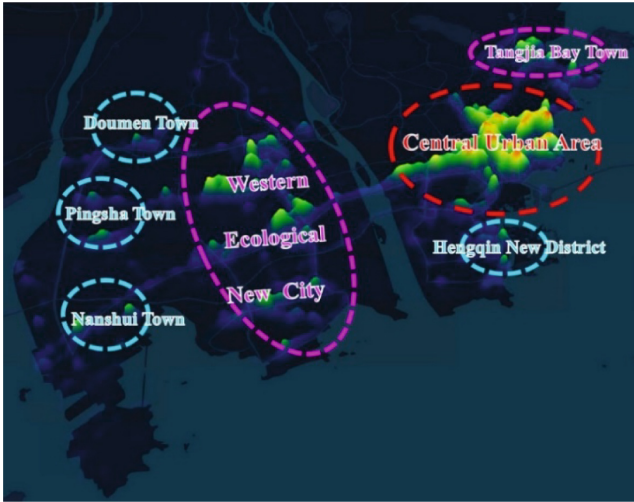 Tangjia Bay Town
Doumen Town
Central Urban Area
Western
Pingsha Town
Ecological
Hengqin New District
New City
Nanshui Town